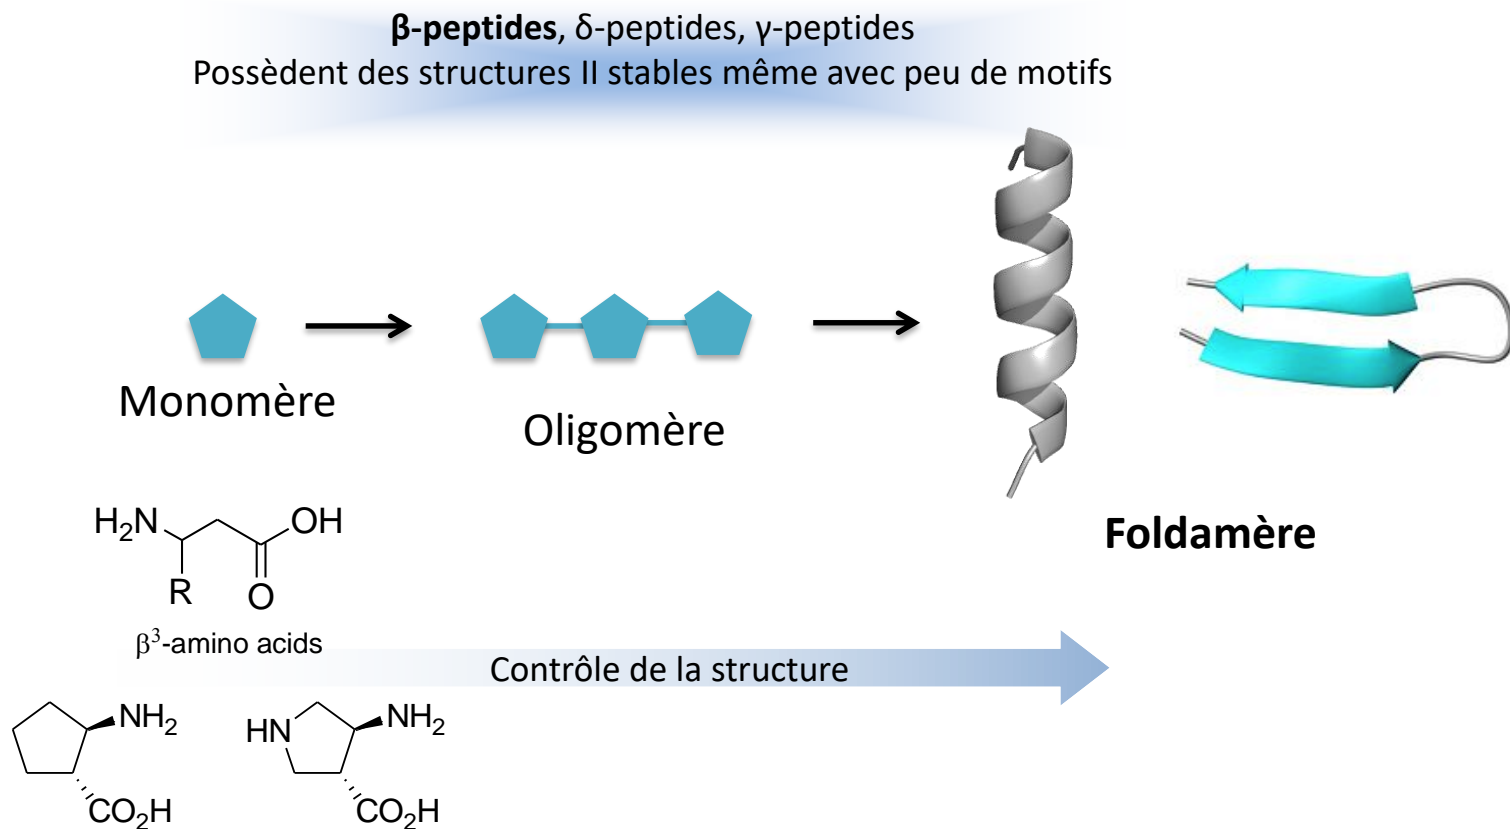 β-peptides, δ-peptides, γ-peptides
Possèdent des structures II stables même avec peu de motifs
Monomère
Oligomère
Foldamère
H₂N
OH
R
O
β³-amino acids
Contrôle de la structure
NH₂
CO₂H
HN
NH₂
CO₂H